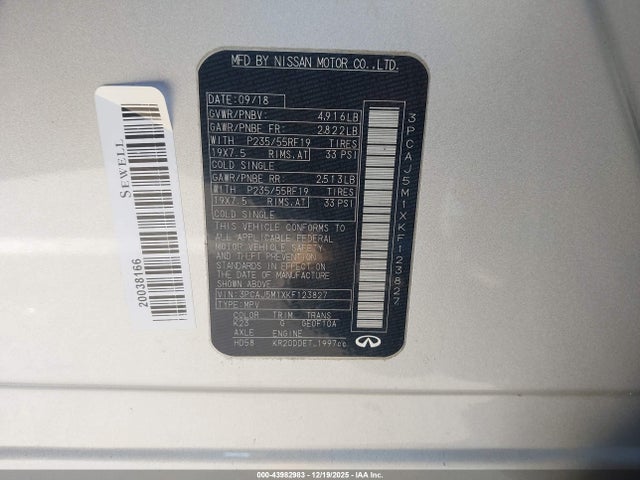 MFD BY NISSAN MOTOR CO.,LTD.
DATE: 09/18
GVWR/PNBV: 4,916LB
GAWR/PNBE FR: 2,822LB
WITH P235/55RF19 TIRES
19X7.5 RIMS.AT 33 PSI
COLD SINGLE
GAWR/PNBE RR: 2,513LB
WITH P235/55RF19 TIRES
19X7.5 RIMS.AT 33 PSI
COLD SINGLE
THIS VEHICLE CONFORMS TO
ALL APPLICABLE FEDERAL
MOTOR VEHICLE SAFETY
AND THEFT PREVENTION
STANDARDS IN EFFECT ON
THE DATE OF MANUFACTURE
SHOWN ABOVE.
VIN: 3PCAJ5M1XKF123827
TYPE: MPV
COLOR TRIM TRANS
K23 G GE0F10A
AXLE ENGINE
HD58 KR20DDET 1997cc
3PCAJ5M1XKF123827
SEWELL
20038166
000-43982983 - 12/19/2025 - IAA Inc.